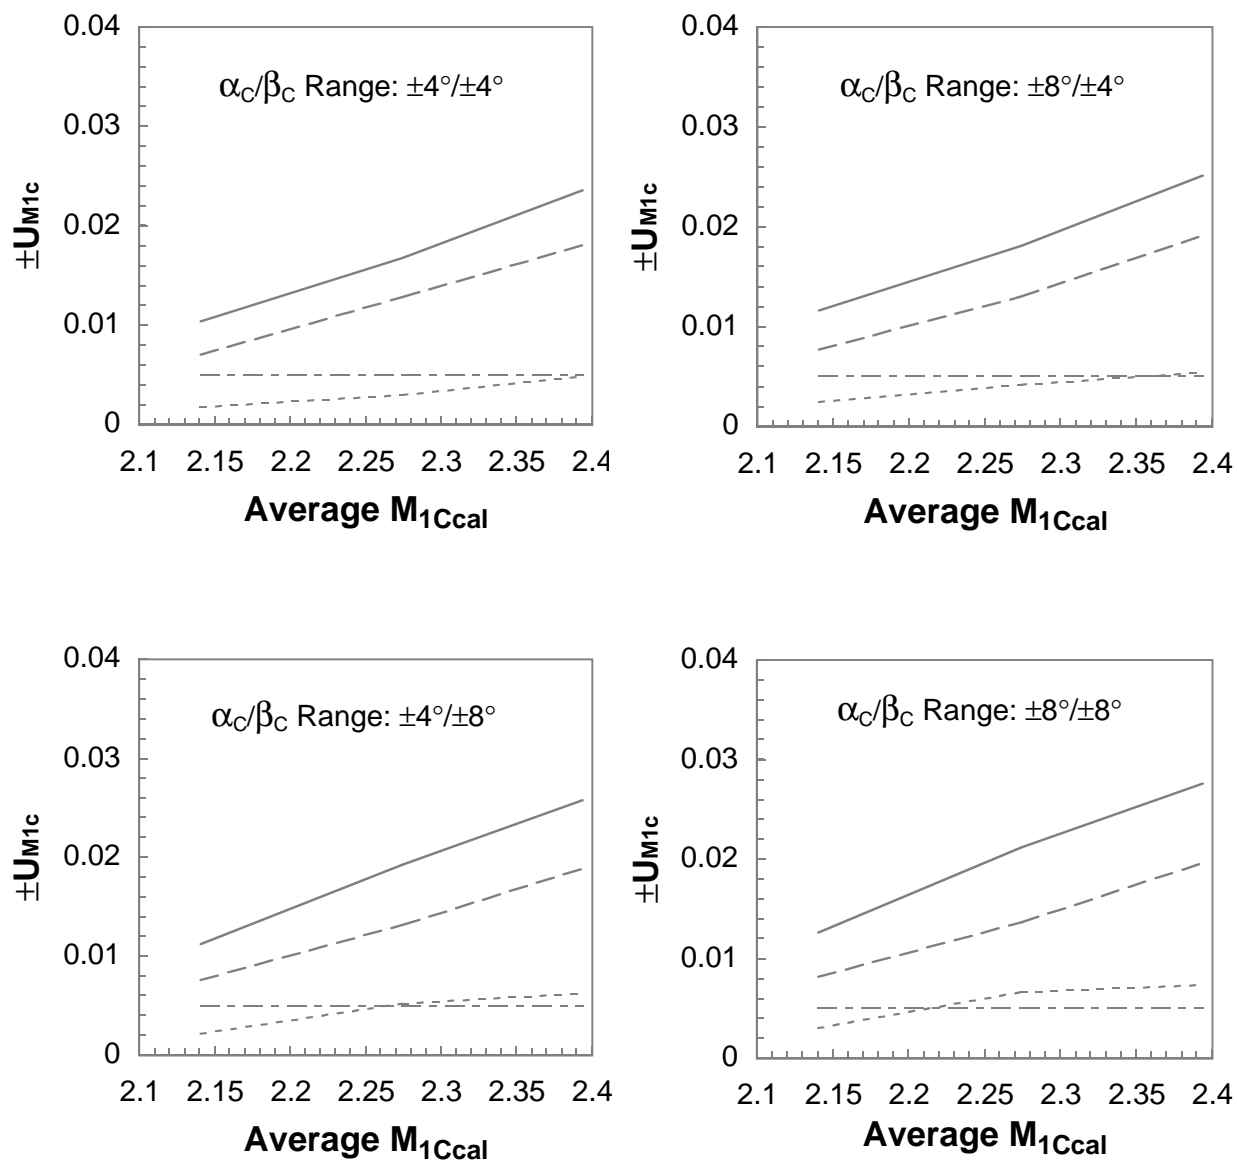 0.04
0.03
0.02
0.01
0
±UM1c
αC/βC Range: ±4°/±4°
2.1 2.15 2.2 2.25 2.3 2.35 2.4
Average M1Ccal
0.04
0.03
0.02
0.01
0
±UM1c
αC/βC Range: ±8°/±4°
2.1 2.15 2.2 2.25 2.3 2.35 2.4
Average M1Ccal
0.04
0.03
0.02
0.01
0
±UM1c
αC/βC Range: ±4°/±8°
2.1 2.15 2.2 2.25 2.3 2.35 2.4
Average M1Ccal
0.04
0.03
0.02
0.01
0
±UM1c
αC/βC Range: ±8°/±8°
2.1 2.15 2.2 2.25 2.3 2.35 2.4
Average M1Ccal